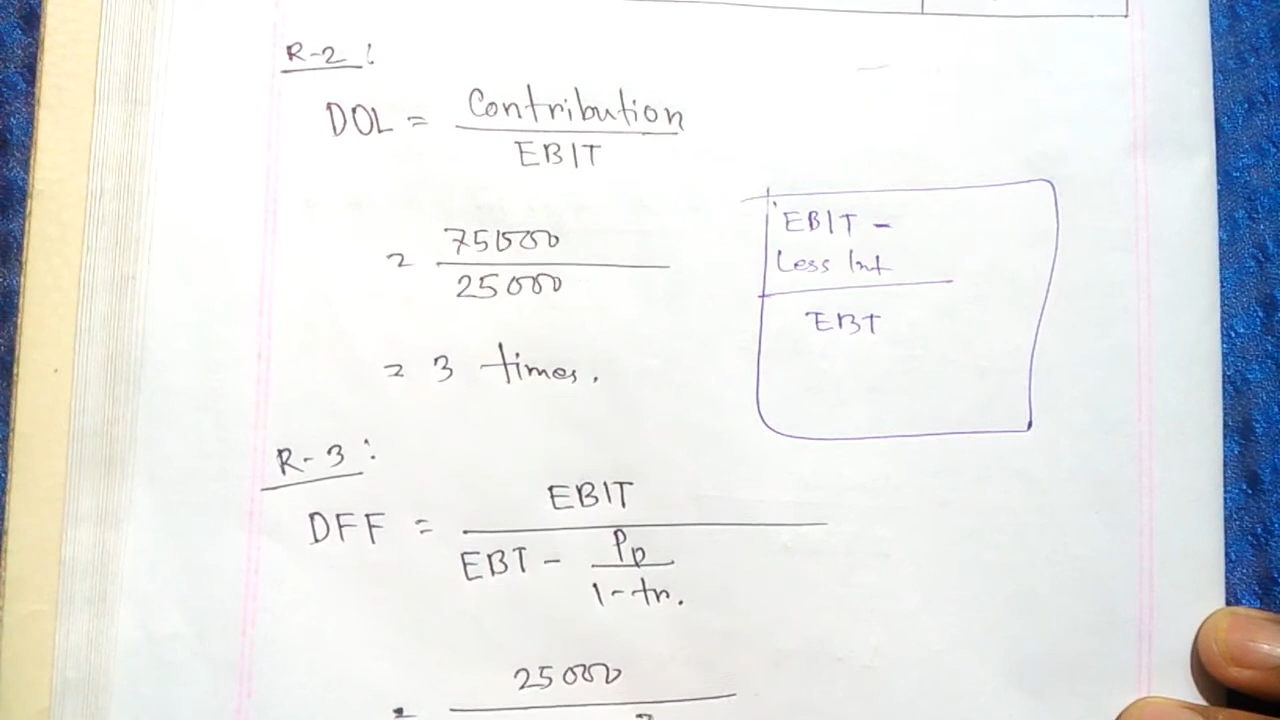 R-2:
DOL = Contribution / EBIT
= 75000 / 25000
= 3 times.
EBIT -
Less Int
EBT
R-3:
DFF = EBIT / EBT - Pp / 1-tr.
= 25000